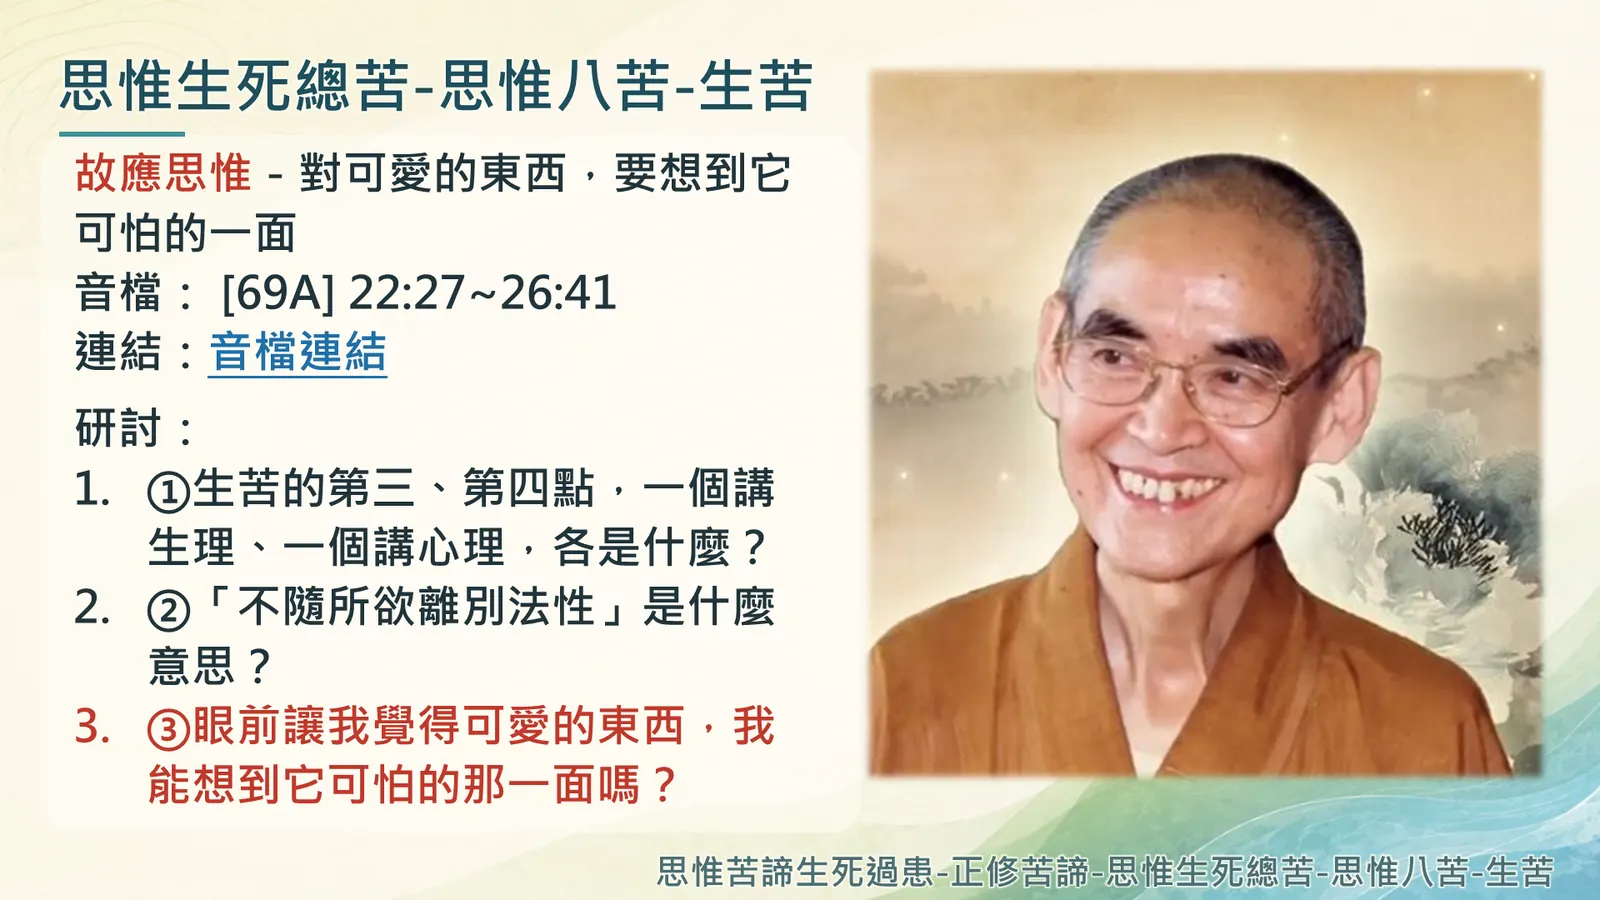 思惟生死總苦-思惟八苦-生苦
故應思惟 - 對可愛的東西，要想到它
可怕的一面
音檔： [69A] 22:27~26:41
連結：音檔連結
研討：
1. ①生苦的第三、第四點，一個講
生理、一個講心理，各是什麼？
2. ②「不隨所欲離別法性」是什麼
意思？
3. ③眼前讓我覺得可愛的東西，我
能想到它可怕的那一面嗎？
思惟苦諦生死過患-正修苦諦-思惟生死總苦-思惟八苦-生苦